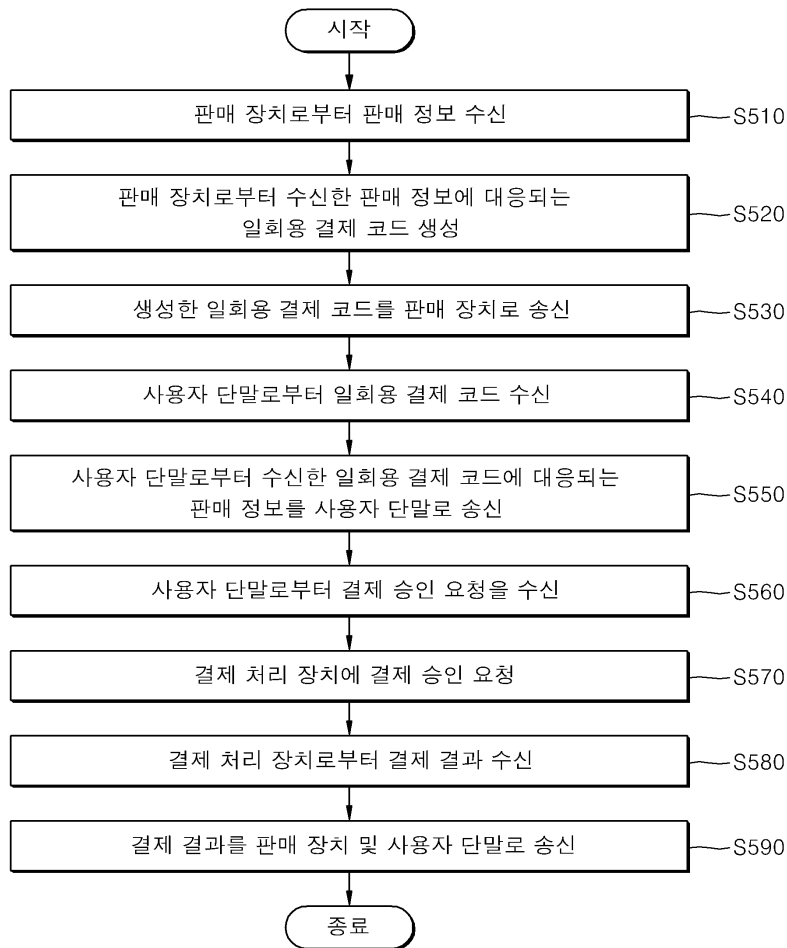 시작
판매 장치로부터 판매 정보 수신
S510
판매 장치로부터 수신한 판매 정보에 대응되는
일회용 결제 코드 생성
S520
생성한 일회용 결제 코드를 판매 장치로 송신
S530
사용자 단말로부터 일회용 결제 코드 수신
S540
사용자 단말로부터 수신한 일회용 결제 코드에 대응되는
판매 정보를 사용자 단말로 송신
S550
사용자 단말로부터 결제 승인 요청을 수신
S560
결제 처리 장치에 결제 승인 요청
S570
결제 처리 장치로부터 결제 결과 수신
S580
결제 결과를 판매 장치 및 사용자 단말로 송신
S590
종료